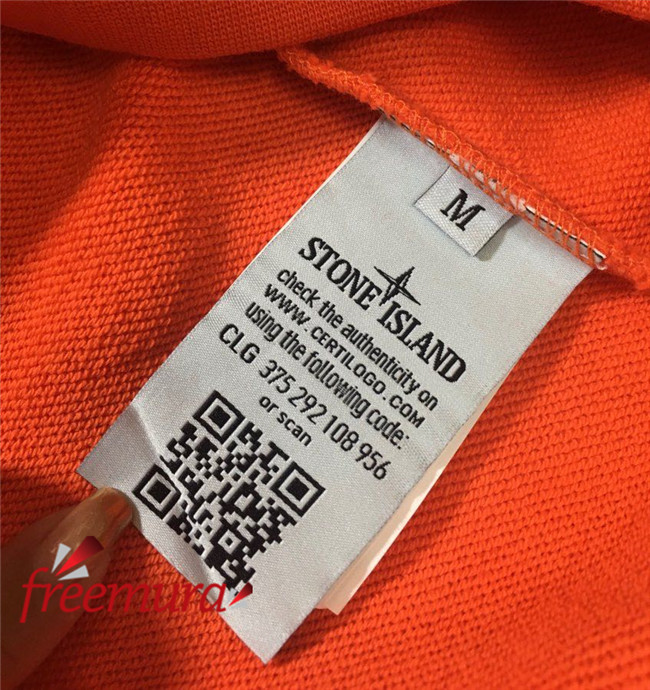 M
STONE ISLAND
check the authenticity on
WWW.CERTILOGO.COM
using the following code:
CLG 375 292 108 956
or scan
freemura